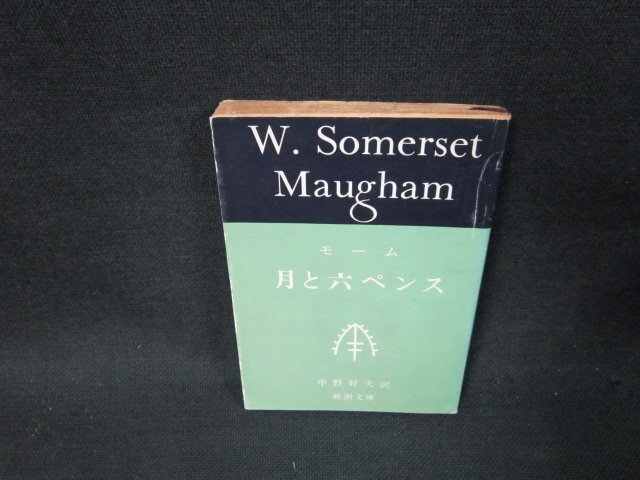 W. Somerset
Maugham
モーム
月と六ペンス
中野好夫訳
新潮文庫